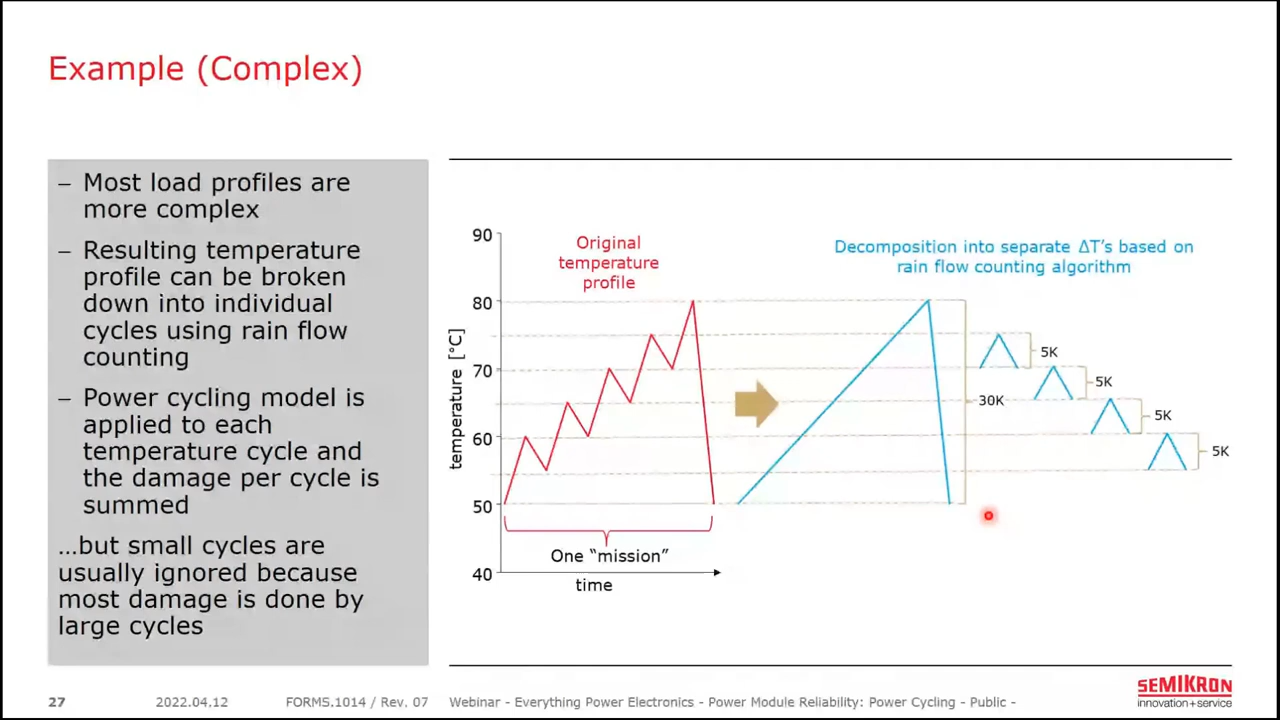 Example (Complex)
– Most load profiles are
more complex
– Resulting temperature
profile can be broken
down into individual
cycles using rain flow
counting
– Power cycling model is
applied to each
temperature cycle and
the damage per cycle is
summed
…but small cycles are
usually ignored because
most damage is done by
large cycles
temperature [°C]
90
80
70
60
50
40
Original
temperature
profile
One “mission”
time
Decomposition into separate ΔT’s based on
rain flow counting algorithm
30K
5K
5K
5K
5K
27
2022.04.12
FORMS.1014 / Rev. 07
Webinar - Everything Power Electronics - Power Module Reliability: Power Cycling - Public -
SEMIKRON
innovation+service